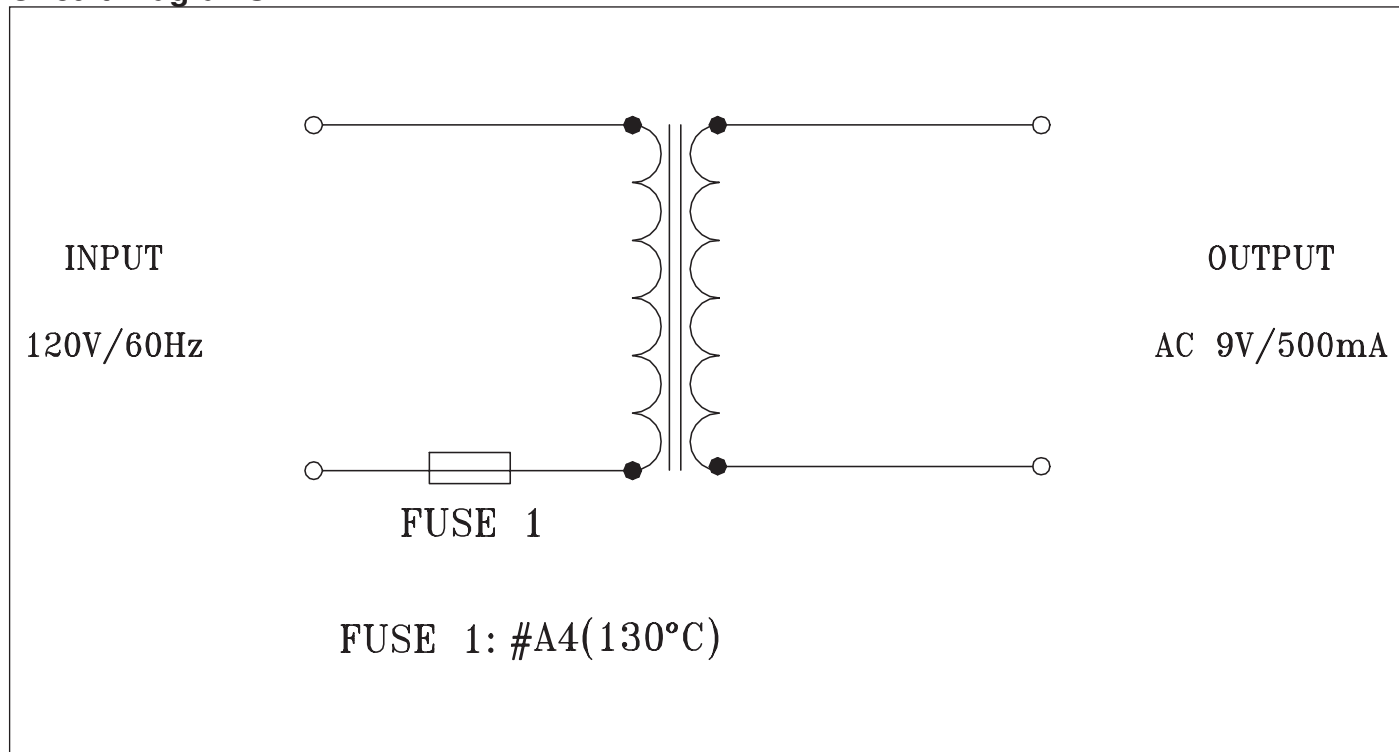 INPUT
120V/60Hz
OUTPUT
AC 9V/500mA
FUSE 1
FUSE 1: #A4(130°C)